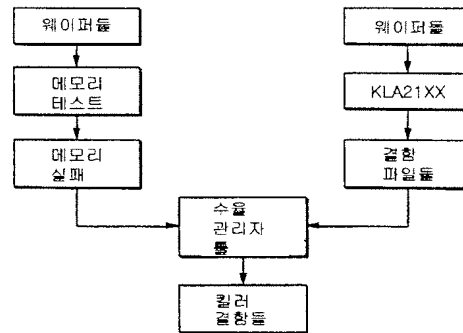 웨이퍼들
웨이퍼들
메모리
테스트
KLA21XX
메모리
실패
결함
파일들
수율
관리자
툴
킬러
결함들